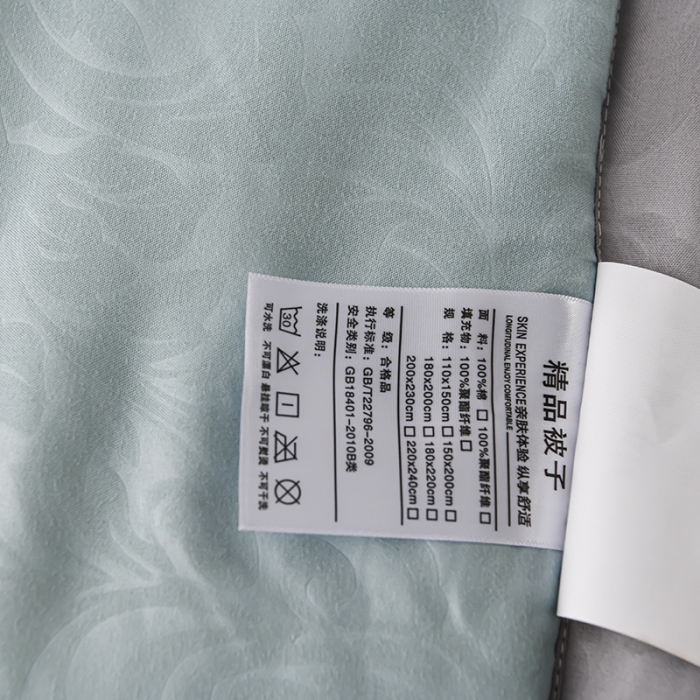 精品被子
SKIN EXPERIENCE亲肤体验 纵享舒适
LONGITUDINAL ENJOY COMFORTABLE
面 料：100%棉 □ 100%聚酯纤维 □
填充物：100%聚酯纤维 □
规 格：110x150cm □ 150x200cm □
180x200cm □ 180x220cm □
200x230cm □ 220x240cm □
等 级：合格品
执行标准：GB/T22796-2009
安全类别：GB18401-2010B类
洗涤说明：
30
可水洗 不可漂白 悬挂晾干 不可熨烫 不可干洗